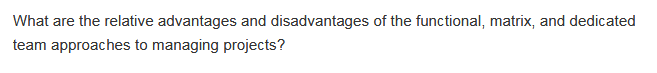 What are the relative advantages and disadvantages of the functional, matrix, and dedicated
team approaches to managing projects?